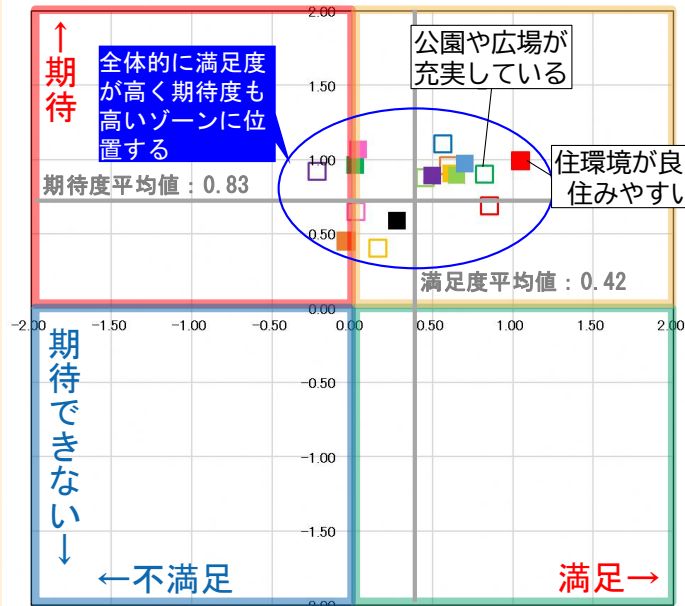 2.00
↑期待
全体的に満足度
が高く期待度も
高いゾーンに位
置する
公園や広場が
充実している
1.50
1.00
住環境が良
住みやすい
期待度平均値：0.83
0.50
満足度平均値：0.42
0.00
-2.00 -1.50 -1.00 -0.50 0.00 0.50 1.00 1.50 2.00
期待できない↓
-0.50
-1.00
-1.50
←不満足
満足→